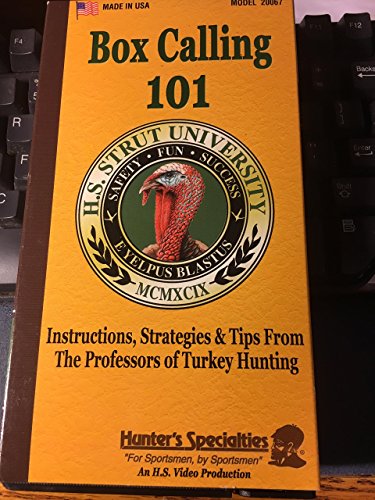 MADE IN USA
MODEL 20067
Box Calling
101
H.S. STRUT UNIVERSITY
SAFETY • FUN • SUCCESS
EYELPUS BLASTUS
MCMXCIX
Instructions, Strategies & Tips From
The Professors of Turkey Hunting
Hunter's Specialties
"For Sportsmen, by Sportsmen"
An H.S. Video Production
F4
F11
F12
Enter
Shift